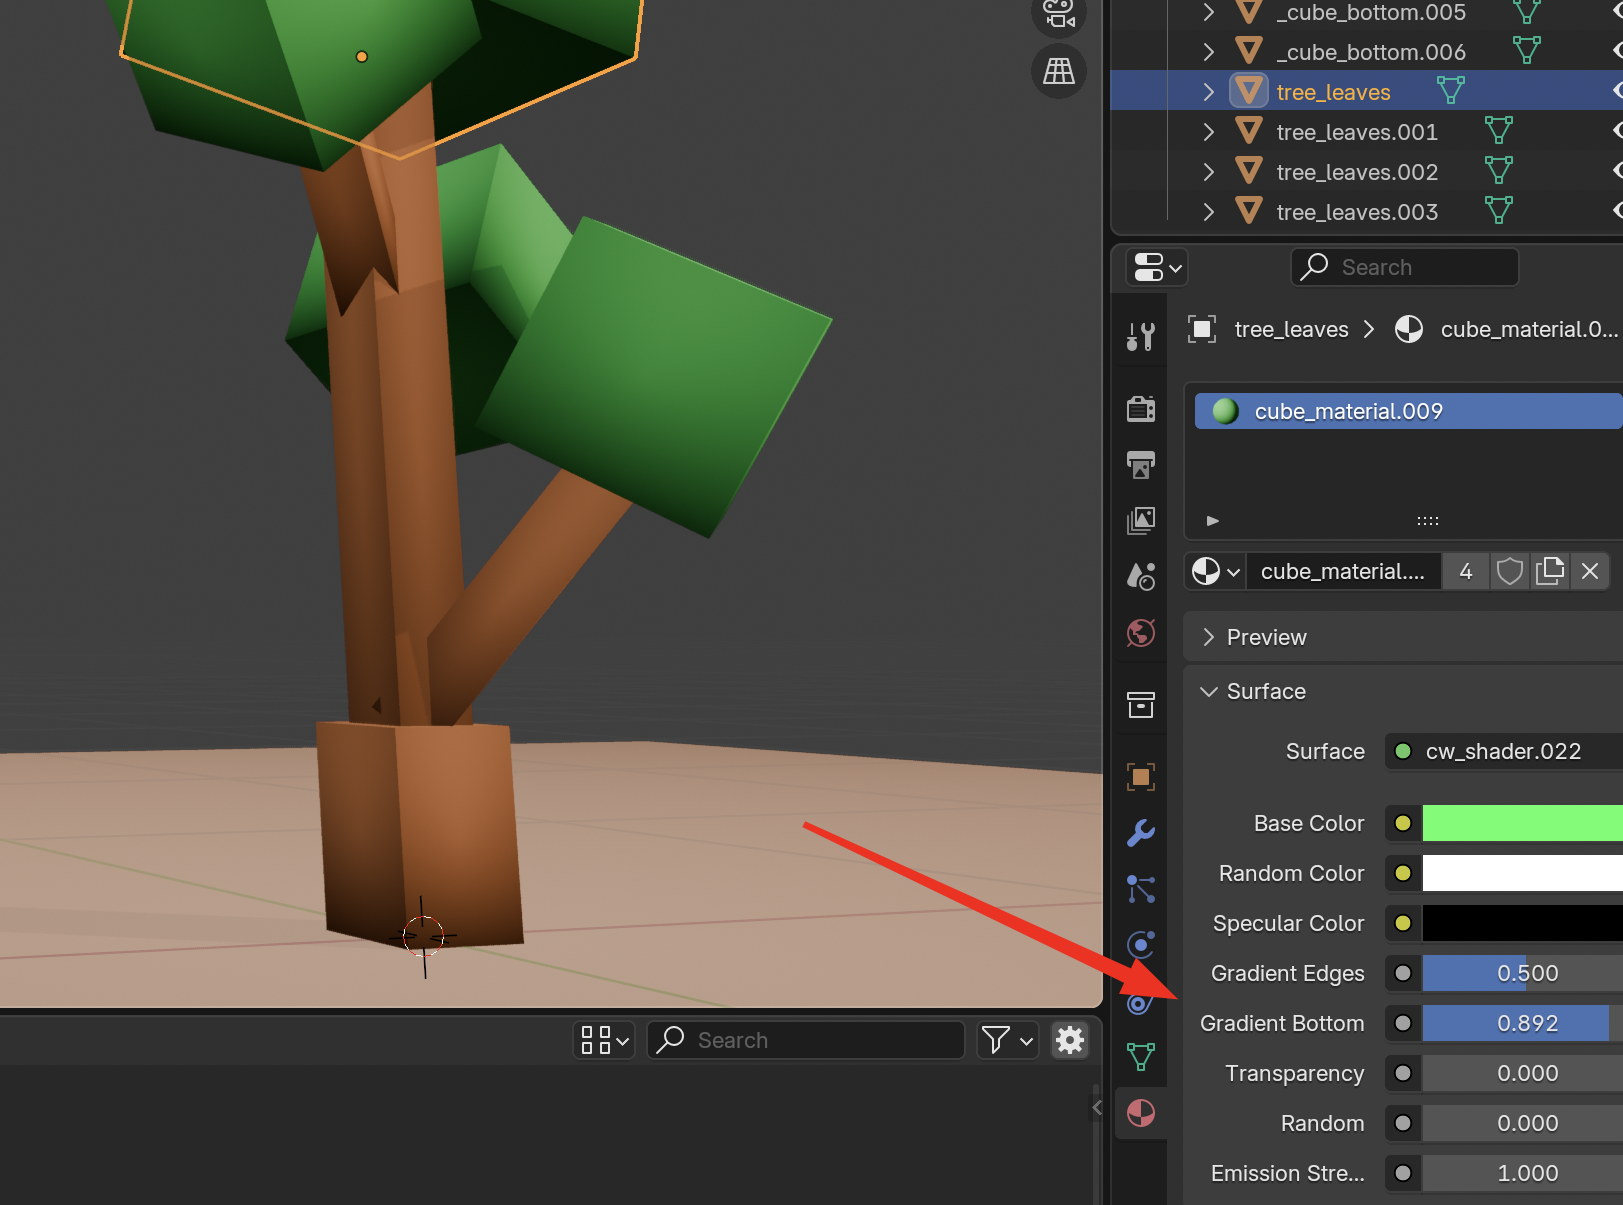 _cube_bottom.005
_cube_bottom.006
tree_leaves
tree_leaves.001
tree_leaves.002
tree_leaves.003
Search
tree_leaves
cube_material.0...
cube_material.009
cube_material....
4
Preview
Surface
Surface
cw_shader.022
Base Color
Random Color
Specular Color
Gradient Edges
0.500
Gradient Bottom
0.892
Transparency
0.000
Random
0.000
Emission Stre...
1.000
Search